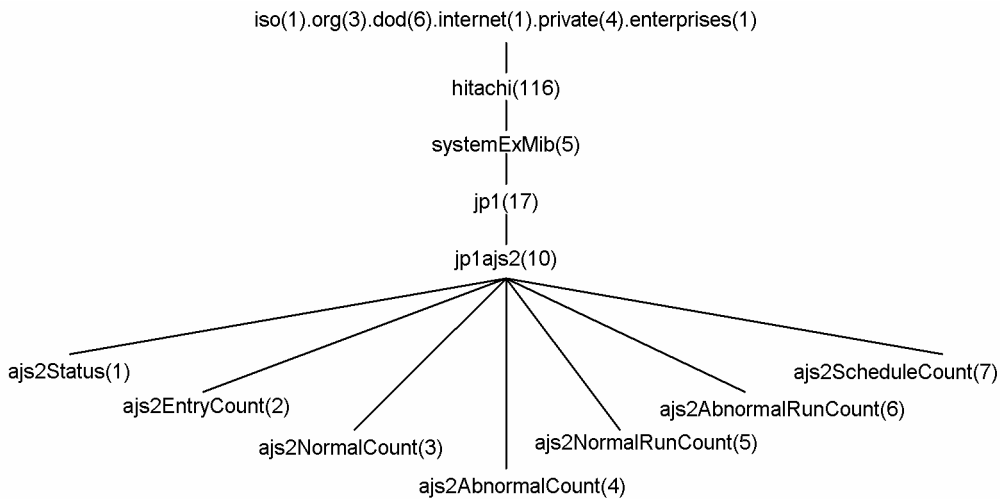 iso(1).org(3).dod(6).internet(1).private(4).enterprises(1)
hitachi(116)
systemExMib(5)
jp1(17)
jp1ajs2(10)
ajs2Status(1)
ajs2EntryCount(2)
ajs2NormalCount(3)
ajs2AbnormalCount(4)
ajs2NormalRunCount(5)
ajs2AbnormalRunCount(6)
ajs2ScheduleCount(7)